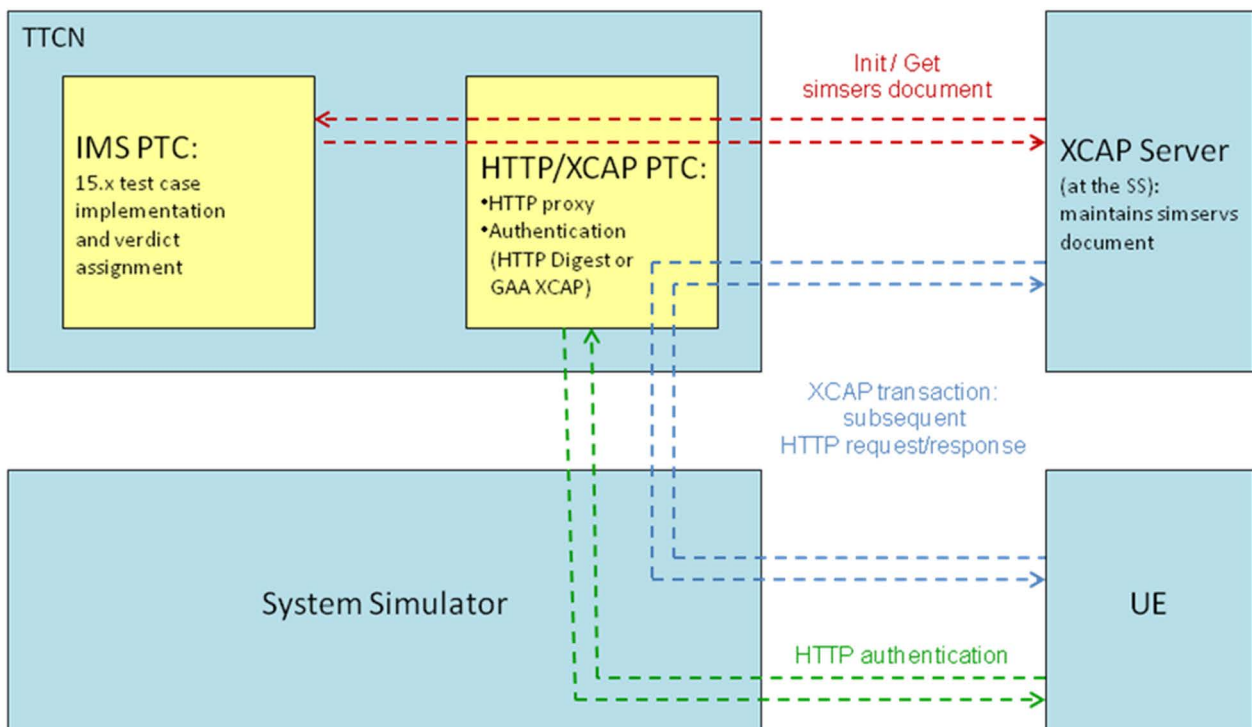 TTCN
IMS PTC:
15.x test case
implementation
and verdict
assignment
HTTP/XCAP PTC:
•HTTP proxy
•Authentication
(HTTP Digest or
GAA XCAP)
Init / Get
simsers document
XCAP Server
(at the SS):
maintains simservs
document
XCAP transaction:
subsequent
HTTP request/response
System Simulator
UE
HTTP authentication